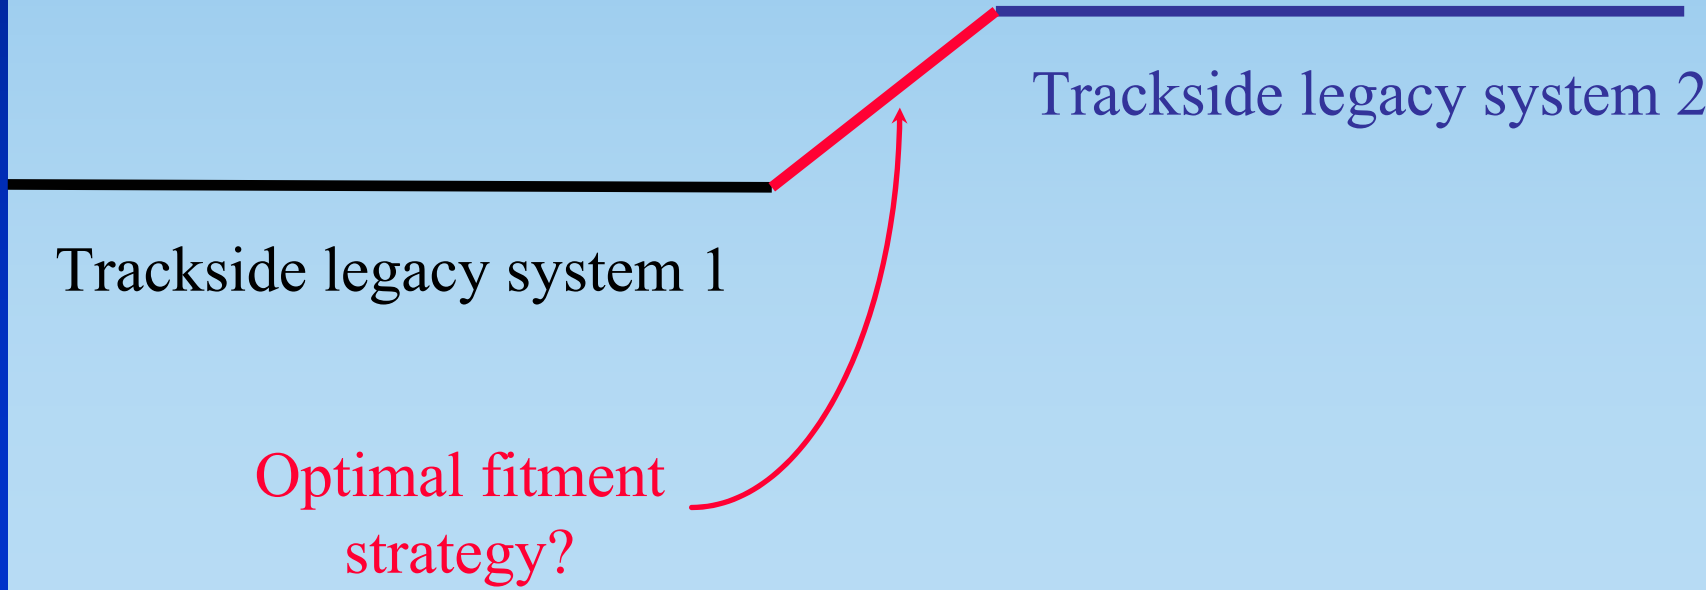 Trackside legacy system 2
Trackside legacy system 1
Optimal fitment
strategy?